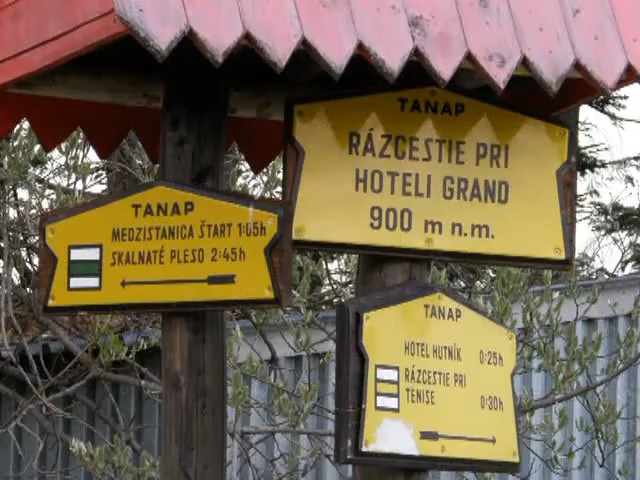 TANAP
RÁZCESTIE PRI
HOTELI GRAND
900 m n.m.
TANAP
MEDZISTANICA ŠTART 1:05h
SKALNATÉ PLESO 2:45h
TANAP
HOTEL HUTNÍK 0:25h
RÁZCESTIE PRI
TENISE 0:30h